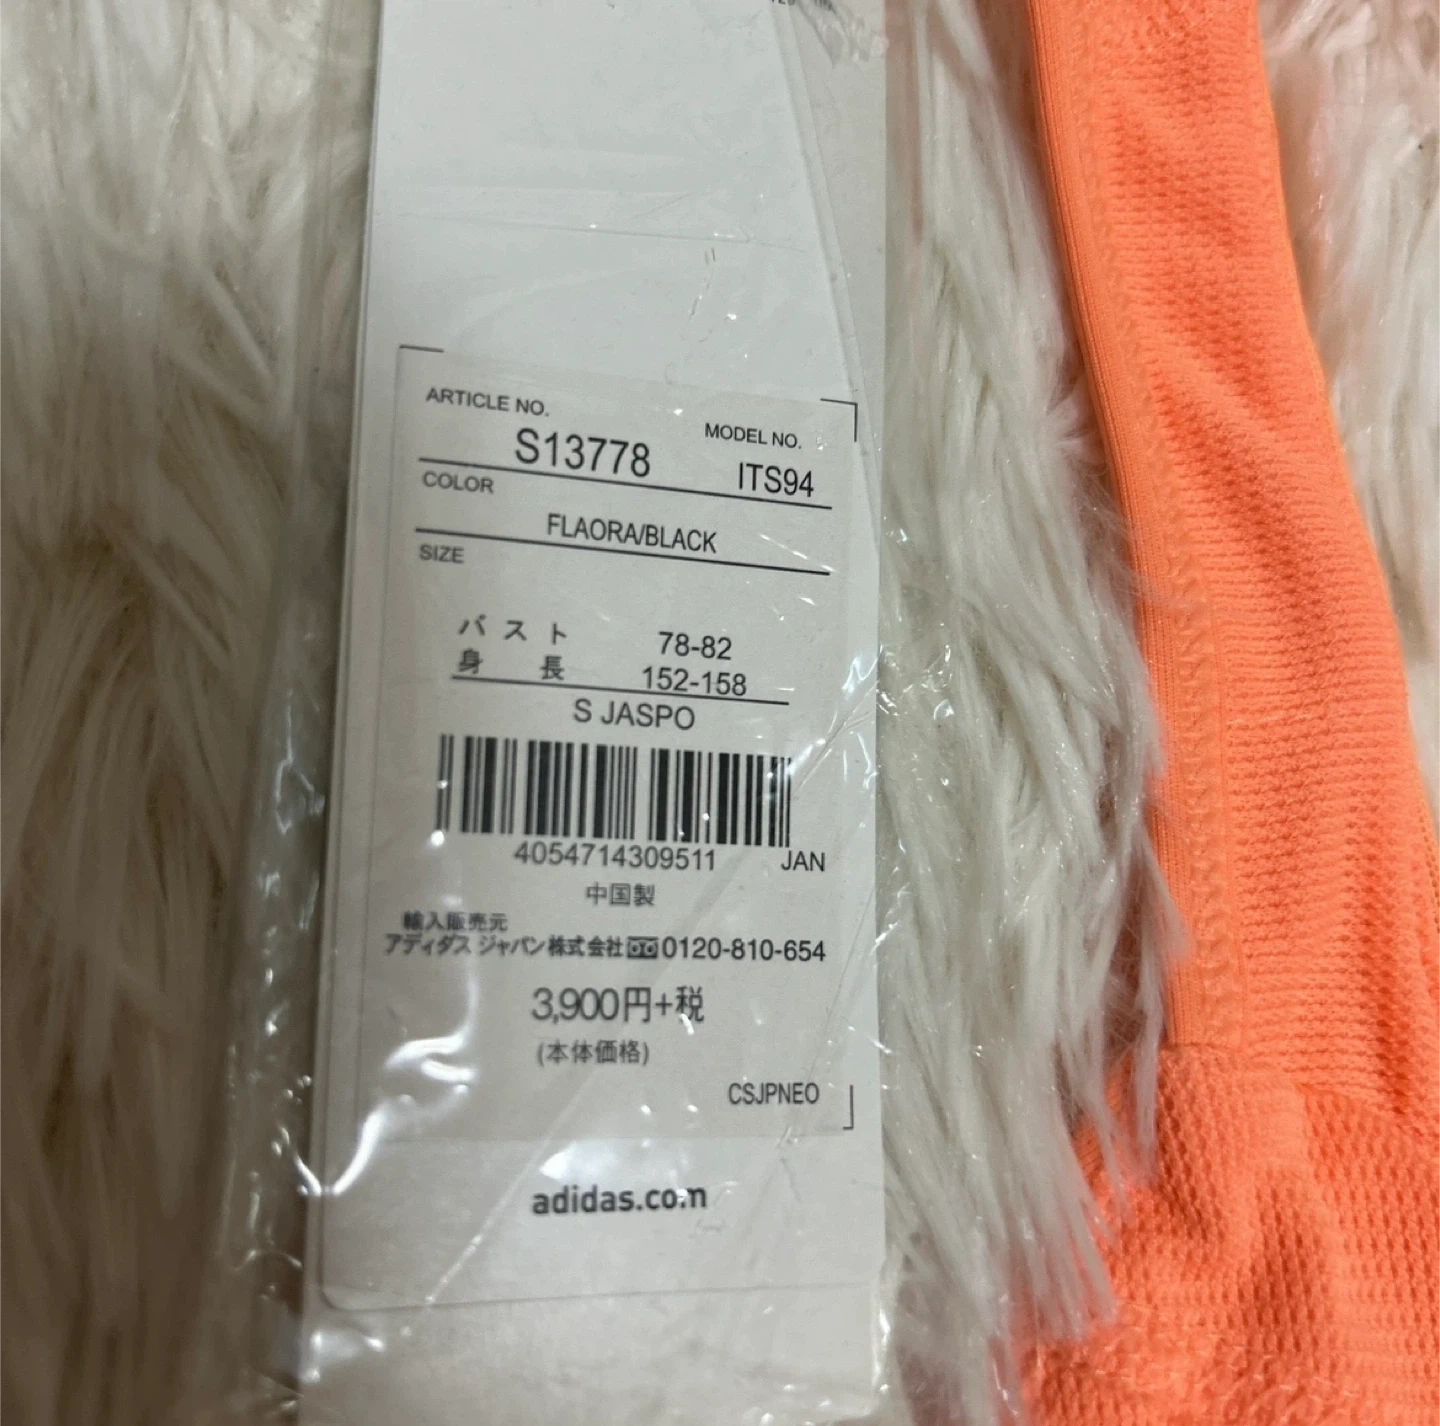 ARTICLE NO.
MODEL NO.
S13778
ITS94
COLOR
FLAORA/BLACK
SIZE
バスト 78-82
身長 152-158
S JASPO
4054714309511 JAN
中国製
輸入販売元
アディダス ジャパン株式会社 0120-810-654
3,900円+税
(本体価格)
CSJPNEO
adidas.com